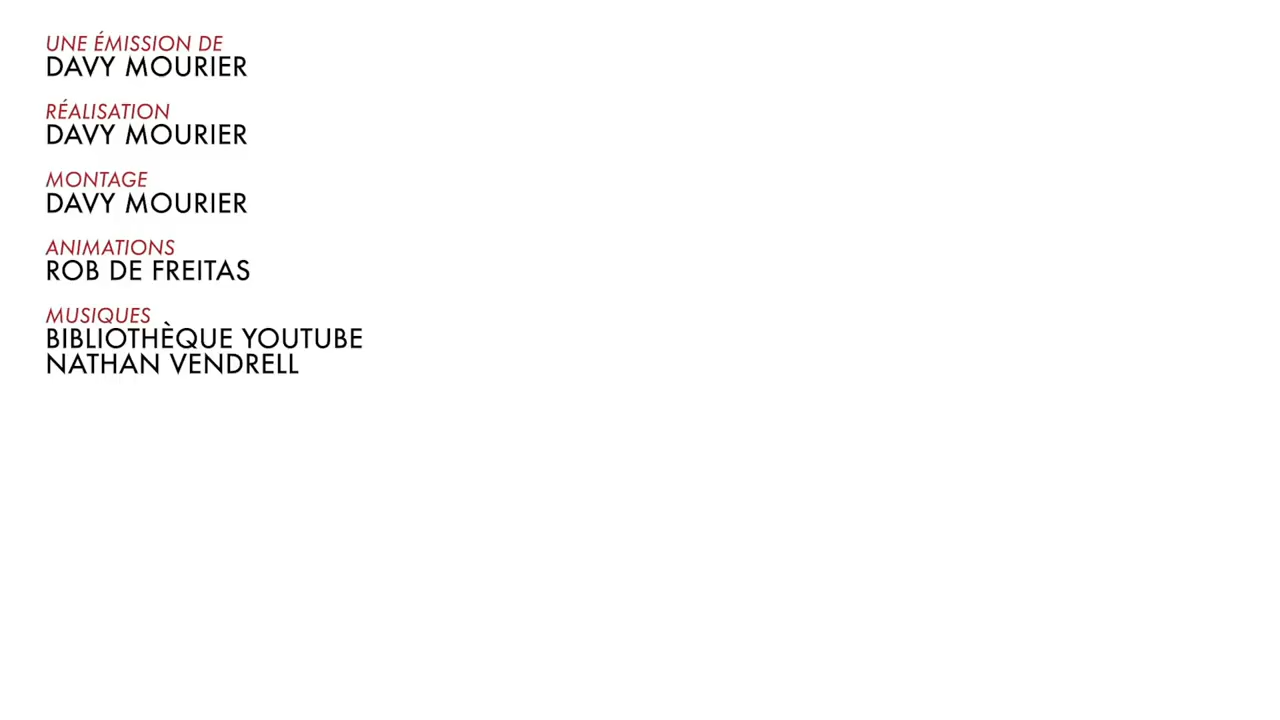 UNE ÉMISSION DE
DAVY MOURIER
RÉALISATION
DAVY MOURIER
MONTAGE
DAVY MOURIER
ANIMATIONS
ROB DE FREITAS
MUSIQUES
BIBLIOTHÈQUE YOUTUBE
NATHAN VENDRELL